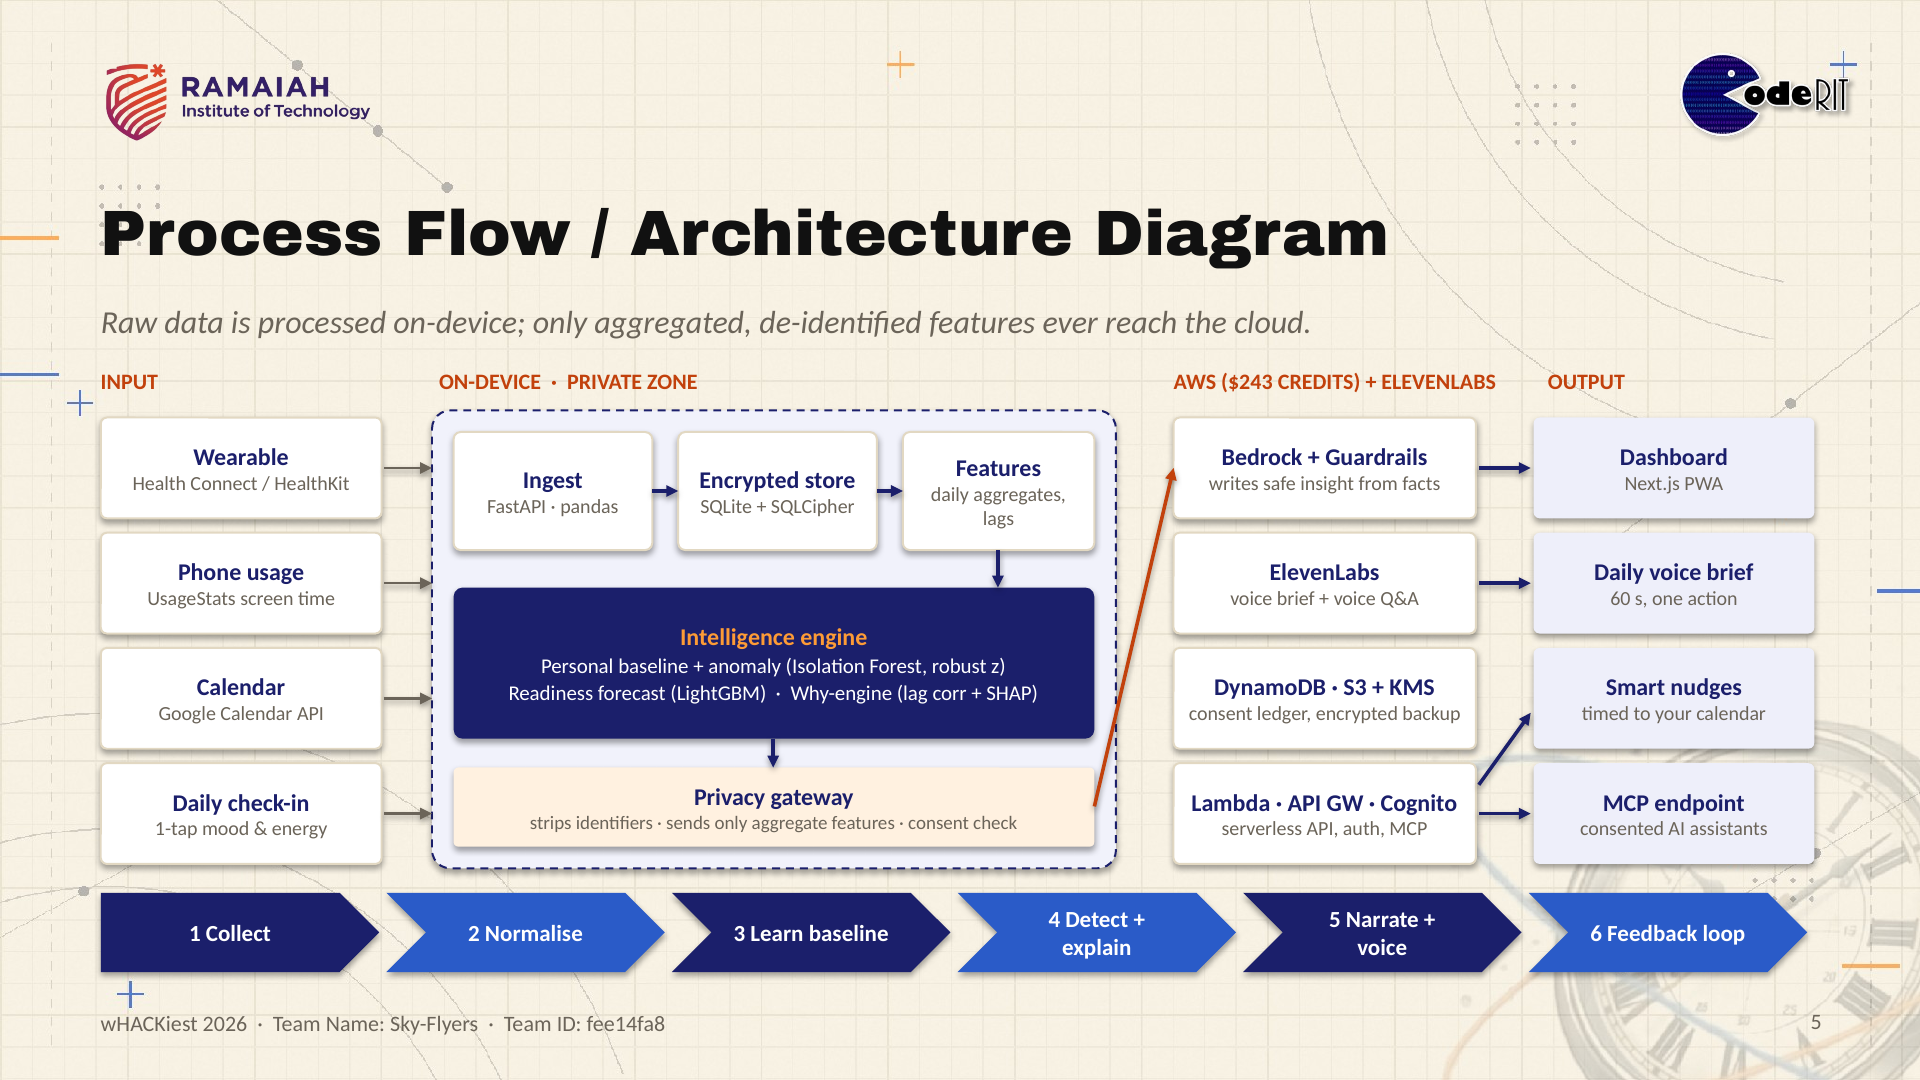 RAMAIAH
Institute of Technology
odeRIT
Process Flow / Architecture Diagram
Raw data is processed on-device; only aggregated, de-identified features ever reach the cloud.
INPUT
ON-DEVICE · PRIVATE ZONE
AWS ($243 CREDITS) + ELEVENLABS
OUTPUT
Wearable
Health Connect / HealthKit
Phone usage
UsageStats screen time
Calendar
Google Calendar API
Daily check-in
1-tap mood & energy
Ingest
FastAPI · pandas
Encrypted store
SQLite + SQLCipher
Features
daily aggregates,
lags
Intelligence engine
Personal baseline + anomaly (Isolation Forest, robust z)
Readiness forecast (LightGBM) · Why-engine (lag corr + SHAP)
Privacy gateway
strips identifiers · sends only aggregate features · consent check
Bedrock + Guardrails
writes safe insight from facts
ElevenLabs
voice brief + voice Q&A
DynamoDB · S3 + KMS
consent ledger, encrypted backup
Lambda · API GW · Cognito
serverless API, auth, MCP
Dashboard
Next.js PWA
Daily voice brief
60 s, one action
Smart nudges
timed to your calendar
MCP endpoint
consented AI assistants
1 Collect
2 Normalise
3 Learn baseline
4 Detect +
explain
5 Narrate +
voice
6 Feedback loop
wHACKiest 2026 · Team Name: Sky-Flyers · Team ID: fee14fa8
5